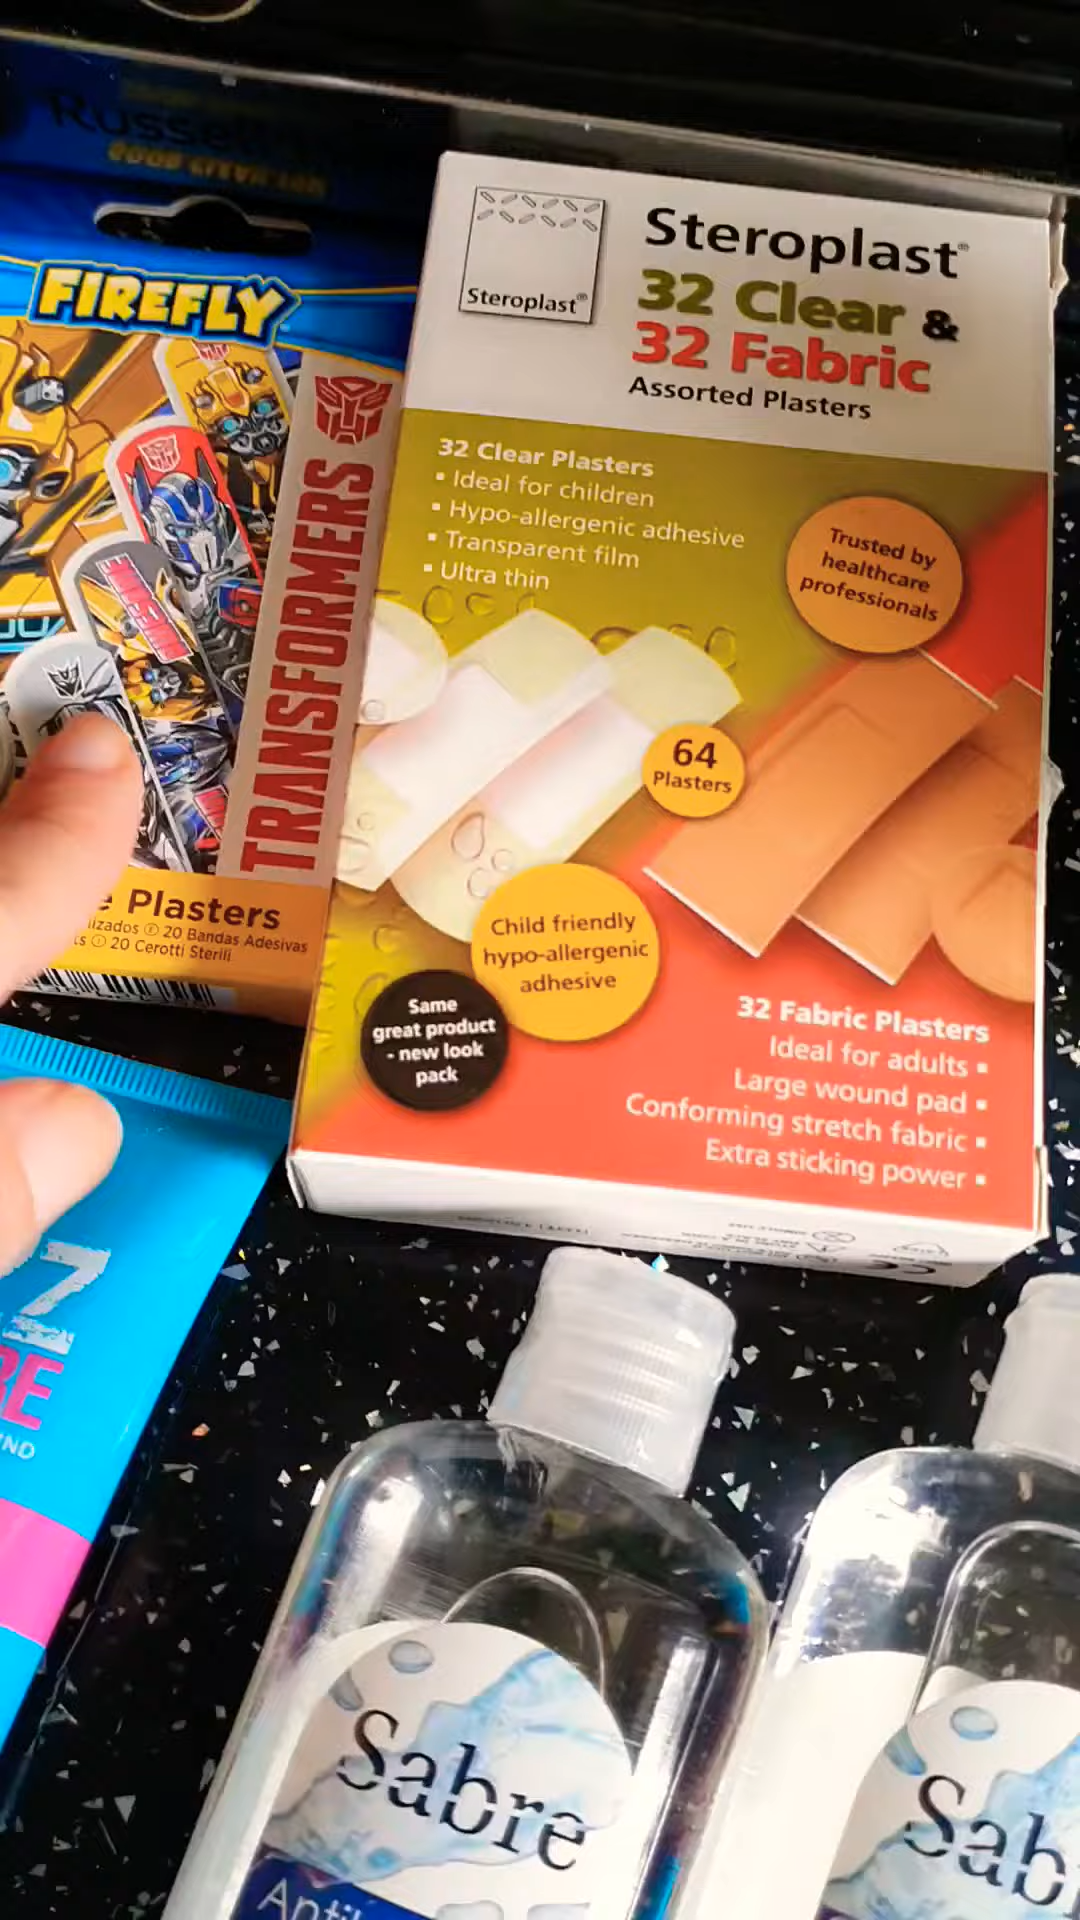 FIREFLY
TRANSFORMERS
Plasters
20 Bandas Adesivas
20 Cerotti Sterili
Steroplast®
Steroplast®
32 Clear &
32 Fabric
Assorted Plasters
32 Clear Plasters
▪ Ideal for children
▪ Hypo-allergenic adhesive
▪ Transparent film
▪ Ultra thin
Trusted by
healthcare
professionals
64
Plasters
Child friendly
hypo-allergenic
adhesive
Same
great product
- new look
pack
32 Fabric Plasters
Ideal for adults ▪
Large wound pad ▪
Conforming stretch fabric ▪
Extra sticking power ▪
CE
Sabre
Sab